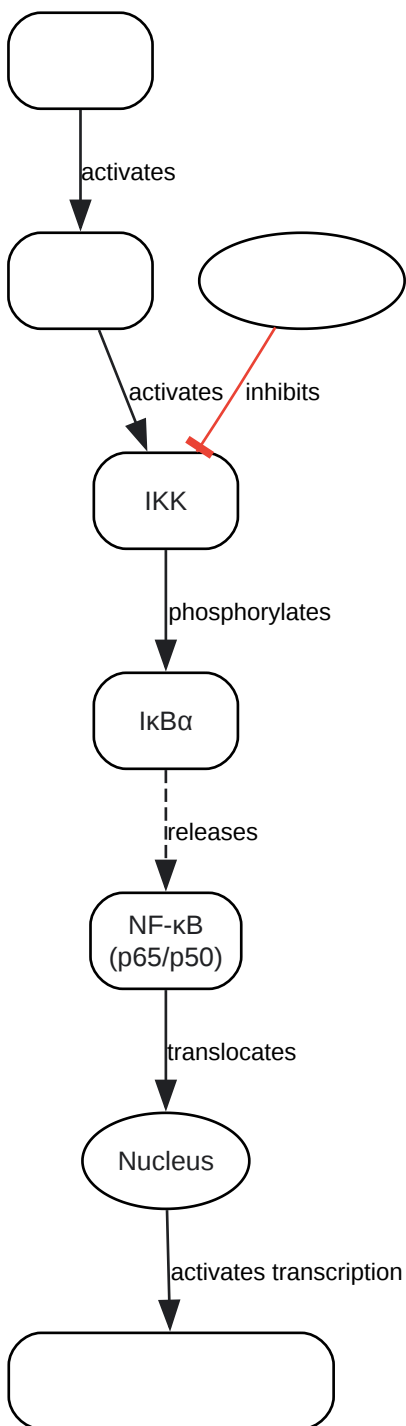 activates
activates
inhibits
IKK
phosphorylates
IκBα
releases
NF-κB
(p65/p50)
translocates
Nucleus
activates transcription